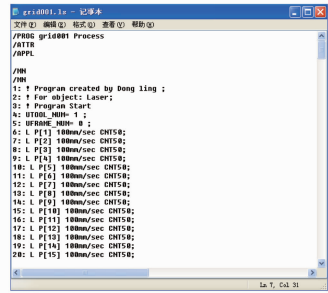 grid001.ls - 记事本
文件(F) 编辑(E) 格式(O) 查看(V) 帮助(H)
/PROG grid001 Process
/ATTR
/APPL
/MN
/MN
1: ! Program created by Dong ling ;
2: ! For object: Laser;
3: ! Program Start
4: UTOOL_NUM= 1 ;
5: UFRAME_NUM= 0 ;
6: L P[1] 100mm/sec CNT50;
7: L P[2] 100mm/sec CNT50;
8: L P[3] 100mm/sec CNT50;
9: L P[4] 100mm/sec CNT50;
10: L P[5] 100mm/sec CNT50;
11: L P[6] 100mm/sec CNT50;
12: L P[7] 100mm/sec CNT50;
13: L P[8] 100mm/sec CNT50;
14: L P[9] 100mm/sec CNT50;
15: L P[10] 100mm/sec CNT50;
16: L P[11] 100mm/sec CNT50;
17: L P[12] 100mm/sec CNT50;
18: L P[13] 100mm/sec CNT50;
19: L P[14] 100mm/sec CNT50;
20: L P[15] 100mm/sec CNT50;
Ln 7, Col 31